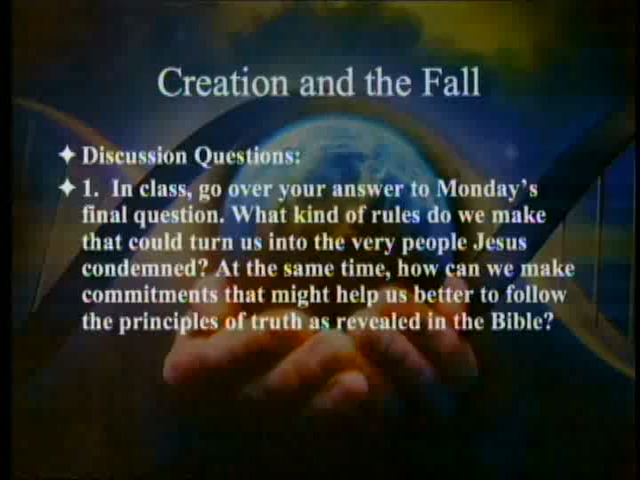 Creation and the Fall
Discussion Questions:
1. In class, go over your answer to Monday's
final question. What kind of rules do we make
that could turn us into the very people Jesus
condemned? At the same time, how can we make
commitments that might help us better to follow
the principles of truth as revealed in the Bible?